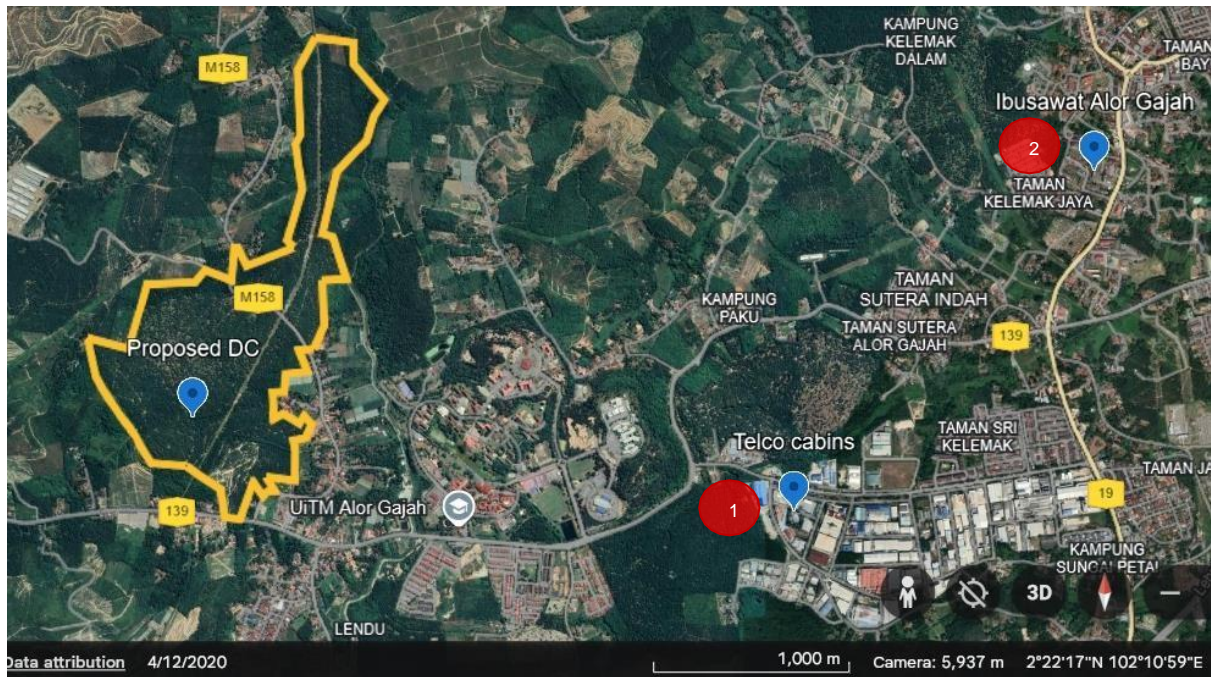 M158
KAMPUNG
KELEMAK
DALAM
TAMAN
BAY
Ibusawat Alor Gajah
2
TAMAN
KELEMAK JAYA
M158
TAMAN
SUTERA INDAH
KAMPUNG
PAKU
TAMAN SUTERA
ALOR GAJAH
139
Proposed DC
Telco cabins
TAMAN SRI
KELEMAK
TAMAN JA
19
139
UiTM Alor Gajah
1
KAMPUNG
SUNGAI PETAI
3D
LENDU
Data attribution 4/12/2020 1,000 m Camera: 5,937 m 2°22'17"N 102°10'59"E